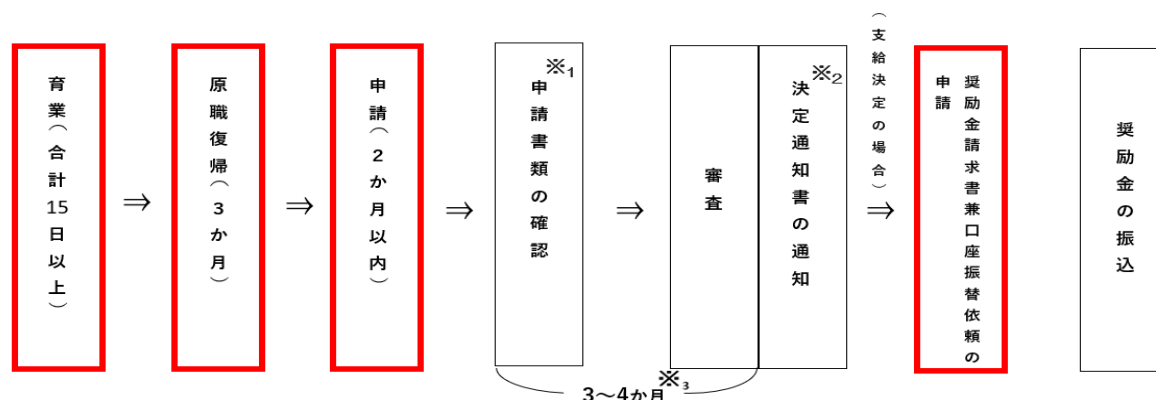 育業（合計15日以上）
⇒
原職復帰（3か月）
⇒
申請（2か月以内）
⇒
※1
申請書類の確認
⇒
審査
※2
決定通知書の通知
（支給決定の場合）
⇒
奨励金請求書兼口座振替依頼の
申請
奨励金の振込
3～4か月※3